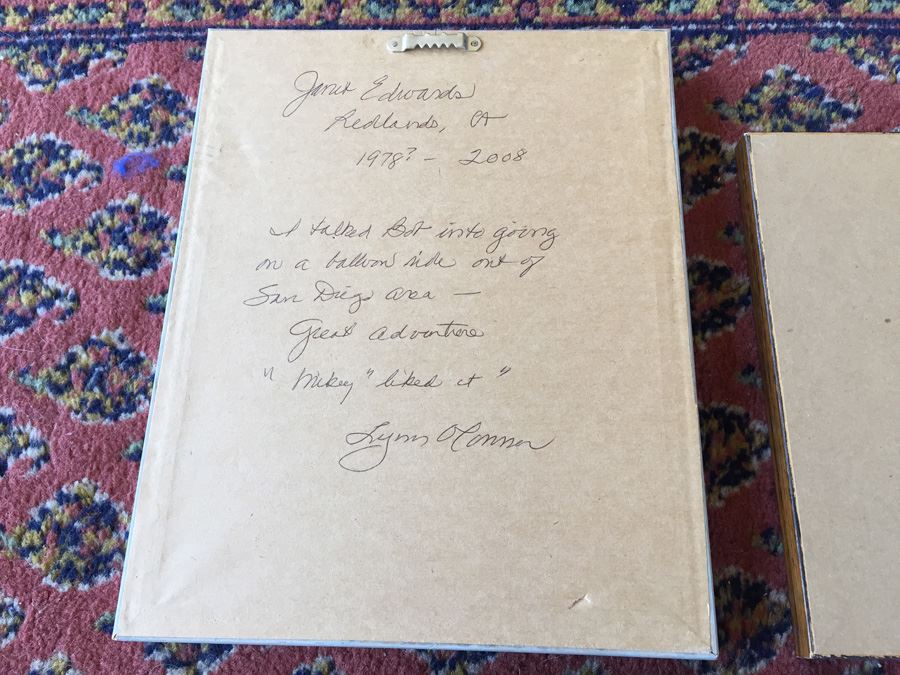 Janet Edwards
Redlands, CA
1978? - 2008
I talked Bob into going
on a balloon ride out of
San Diego area —
Great adventure
" Mikey " liked it "
Lynn O'Connor